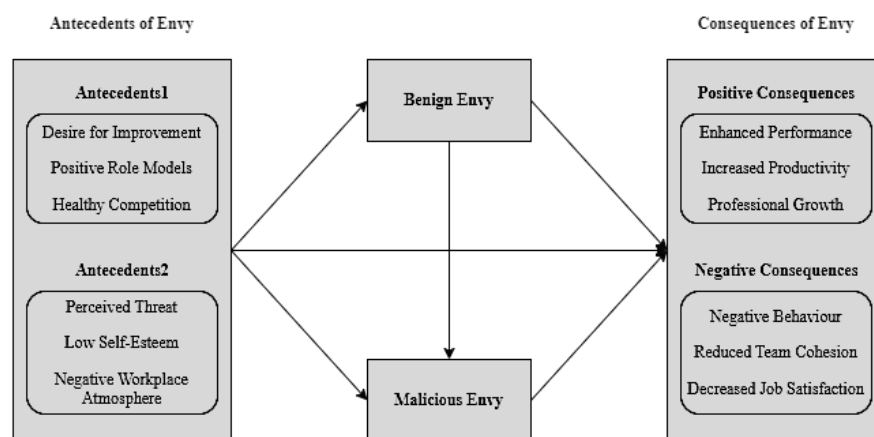 Antecedents of Envy
Antecedents1
Desire for Improvement
Positive Role Models
Healthy Competition
Antecedents2
Perceived Threat
Low Self-Esteem
Negative Workplace
Atmosphere
Benign Envy
Malicious Envy
Consequences of Envy
Positive Consequences
Enhanced Performance
Increased Productivity
Professional Growth
Negative Consequences
Negative Behaviour
Reduced Team Cohesion
Decreased Job Satisfaction